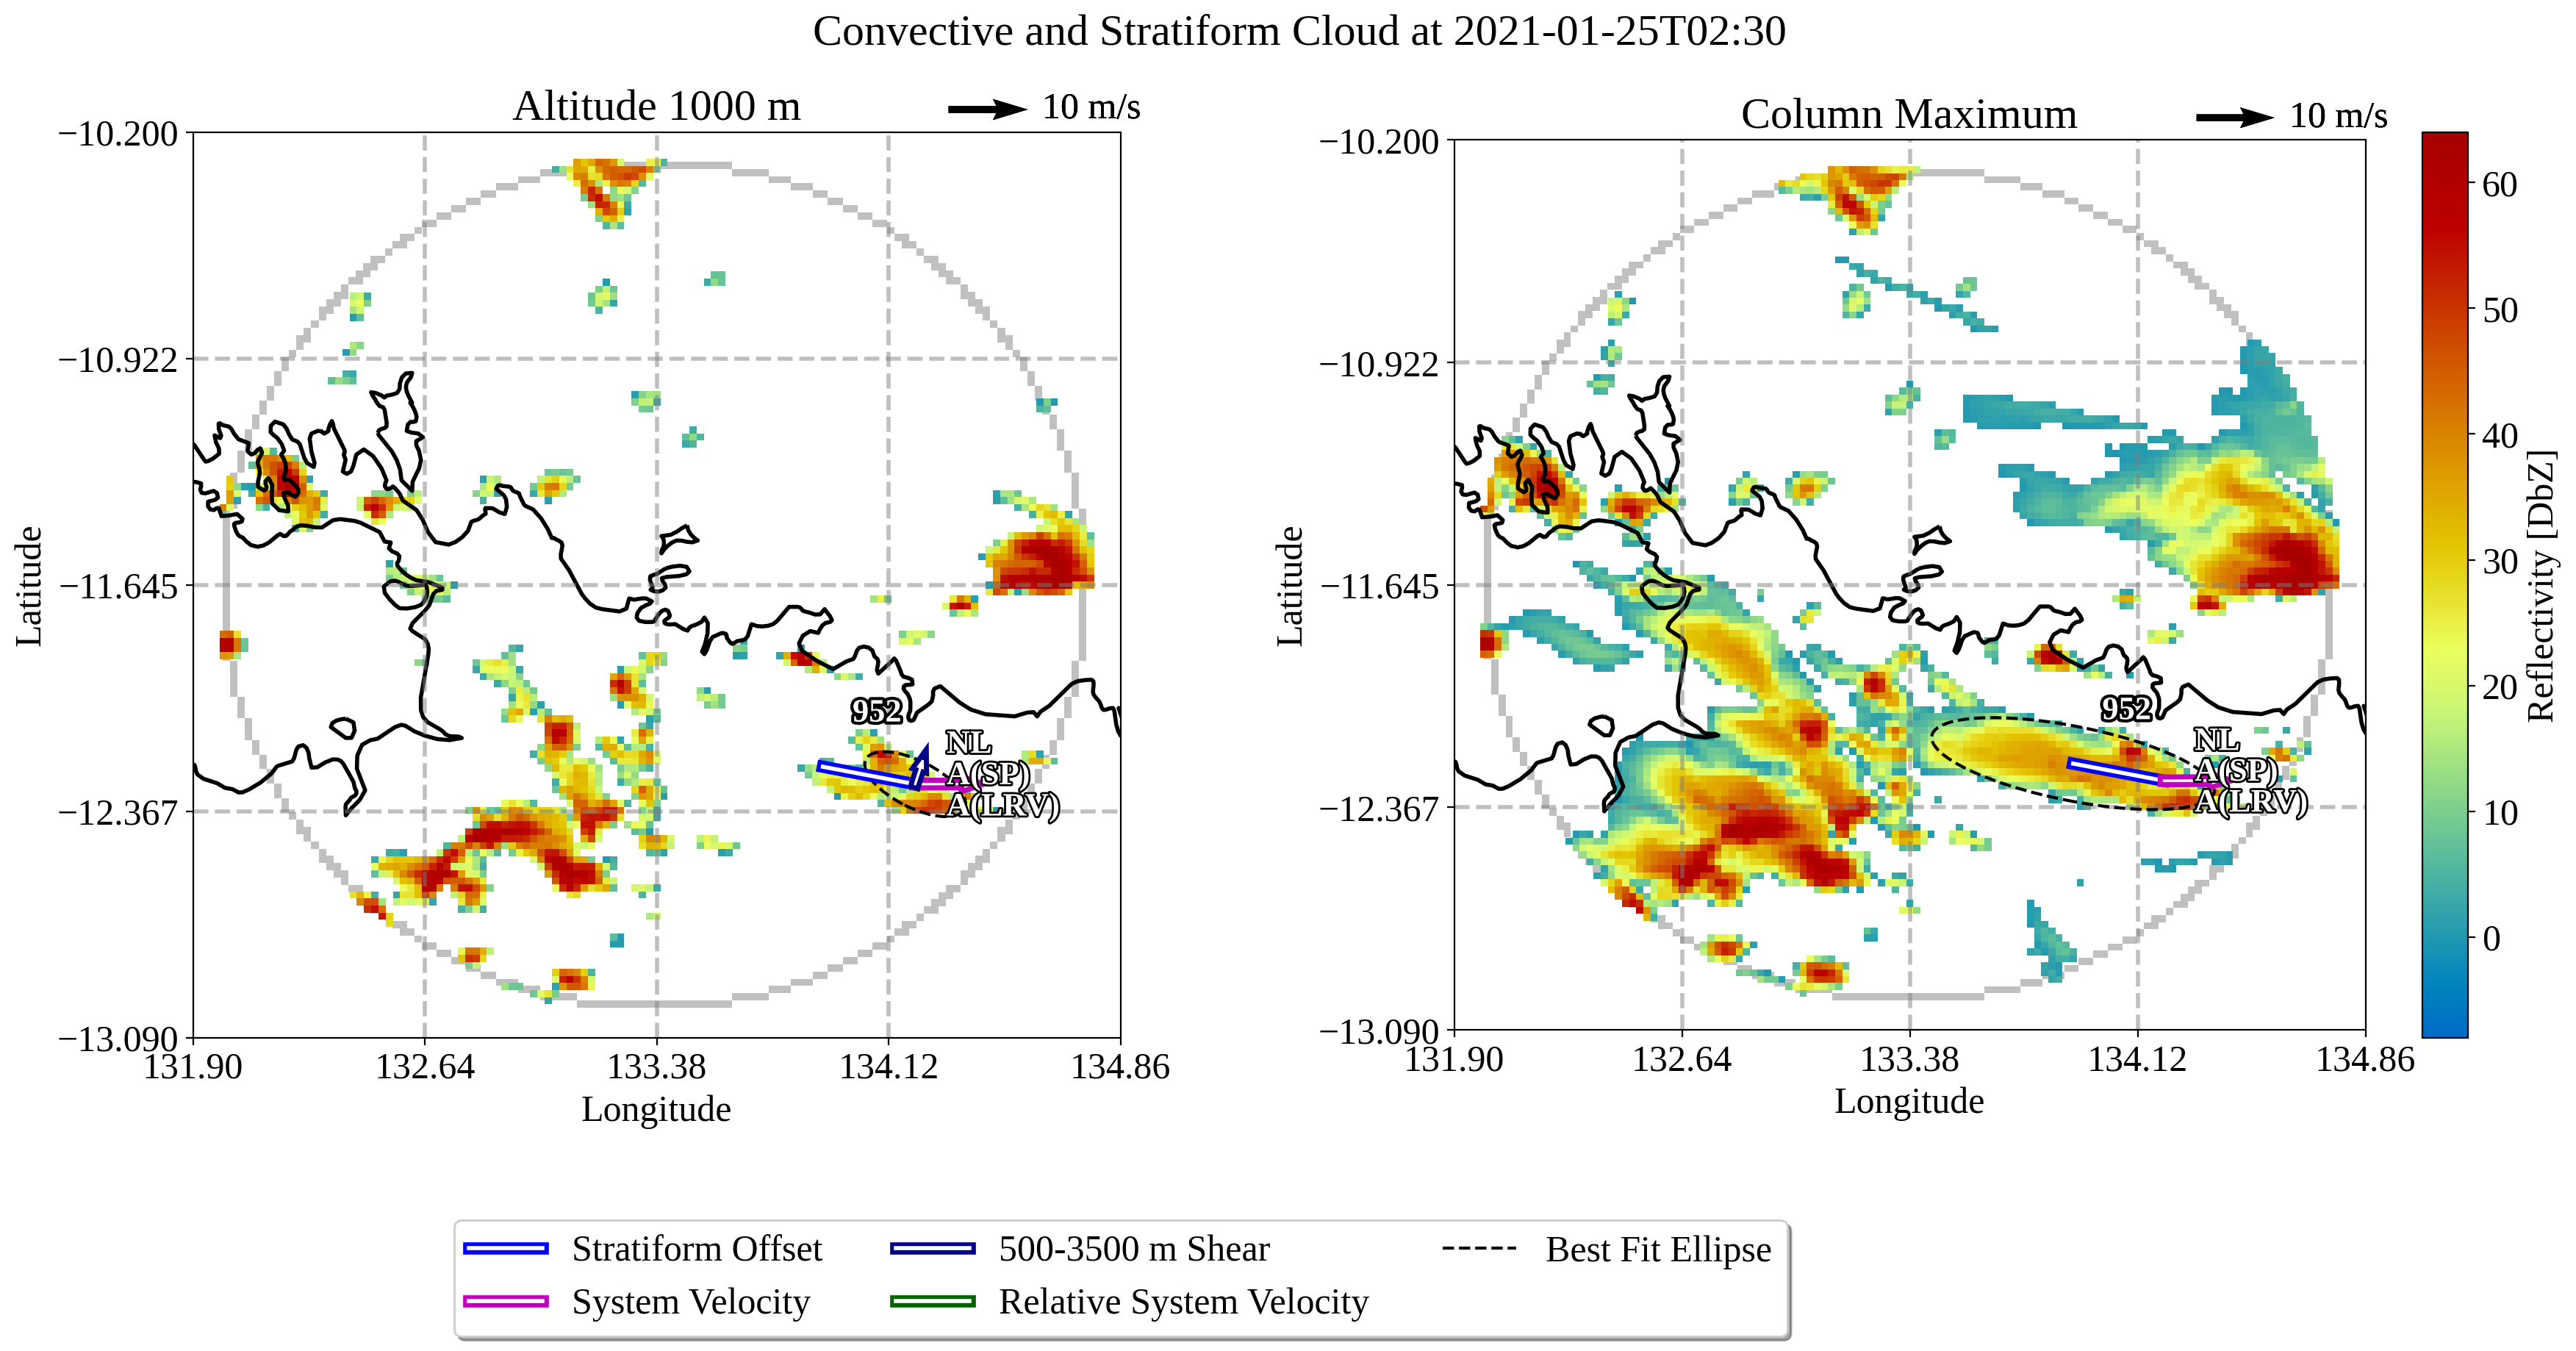 Convective and Stratiform Cloud at 2021-01-25T02:30
Altitude 1000 m
10 m/s
−10.200
−10.922
−11.645
−12.367
−13.090
Latitude
131.90
132.64
133.38
134.12
134.86
Longitude
952
NL
A(SP)
A(LRV)
Column Maximum
10 m/s
−10.200
−10.922
−11.645
−12.367
−13.090
Latitude
131.90
132.64
133.38
134.12
134.86
Longitude
952
NL
A(SP)
A(LRV)
60
50
40
30
20
10
0
Reflectivity [DbZ]
Stratiform Offset
System Velocity
500-3500 m Shear
Relative System Velocity
Best Fit Ellipse